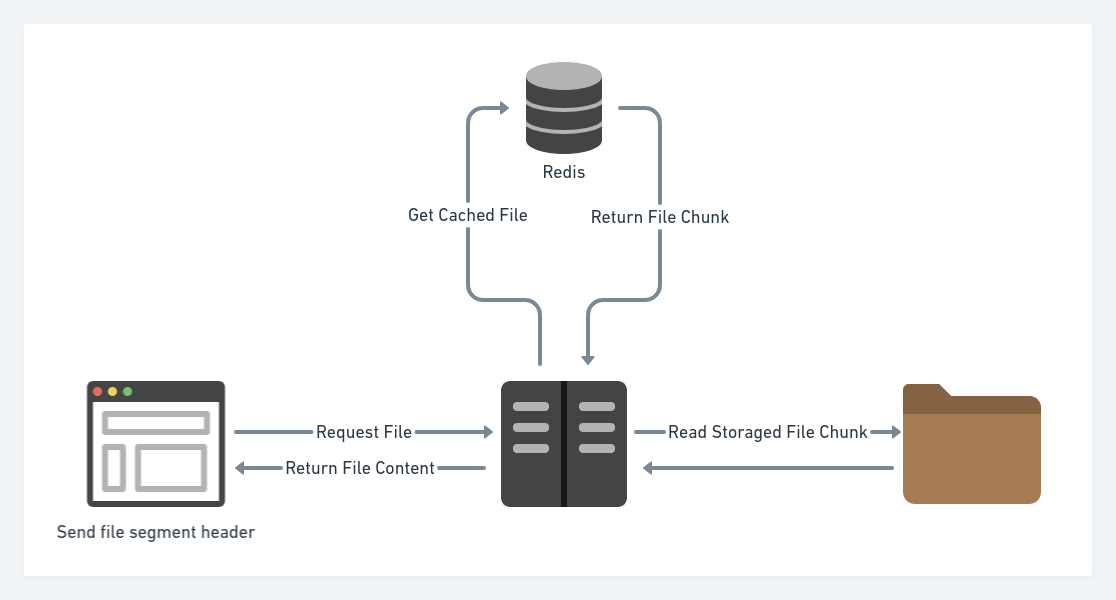 Redis
Get Cached File
Return File Chunk
Request File
Read Storaged File Chunk
Return File Content
Send file segment header